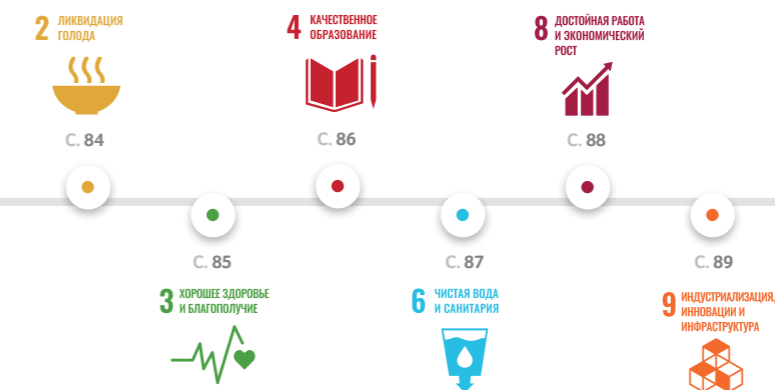 2 ЛИКВИДАЦИЯ
ГОЛОДА
С. 84
4 КАЧЕСТВЕННОЕ
ОБРАЗОВАНИЕ
С. 86
8 ДОСТОЙНАЯ РАБОТА
И ЭКОНОМИЧЕСКИЙ
РОСТ
С. 88
С. 85
3 ХОРОШЕЕ ЗДОРОВЬЕ
И БЛАГОПОЛУЧИЕ
С. 87
6 ЧИСТАЯ ВОДА
И САНИТАРИЯ
С. 89
9 ИНДУСТРИАЛИЗАЦИЯ,
ИННОВАЦИИ И
ИНФРАСТРУКТУРА